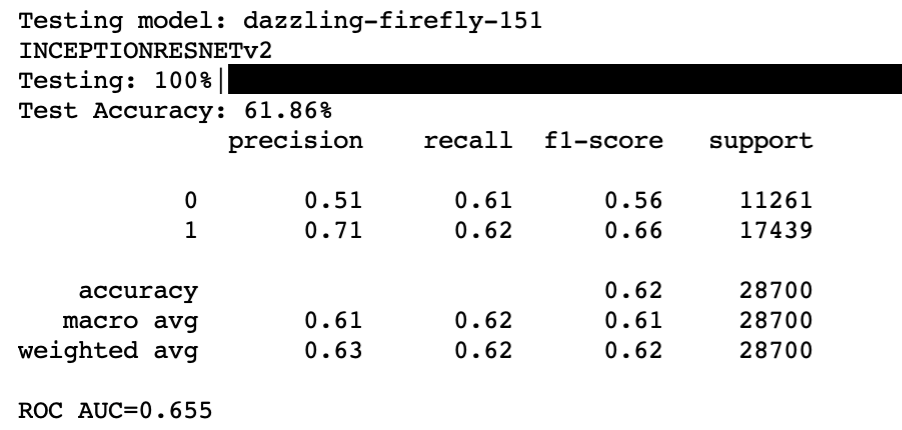 Testing model: dazzling-firefly-151
INCEPTIONRESNETv2
Testing: 100%|
Test Accuracy: 61.86%
precision recall f1-score support
0 0.51 0.61 0.56 11261
1 0.71 0.62 0.66 17439
accuracy 0.62 28700
macro avg 0.61 0.62 0.61 28700
weighted avg 0.63 0.62 0.62 28700
ROC AUC=0.655